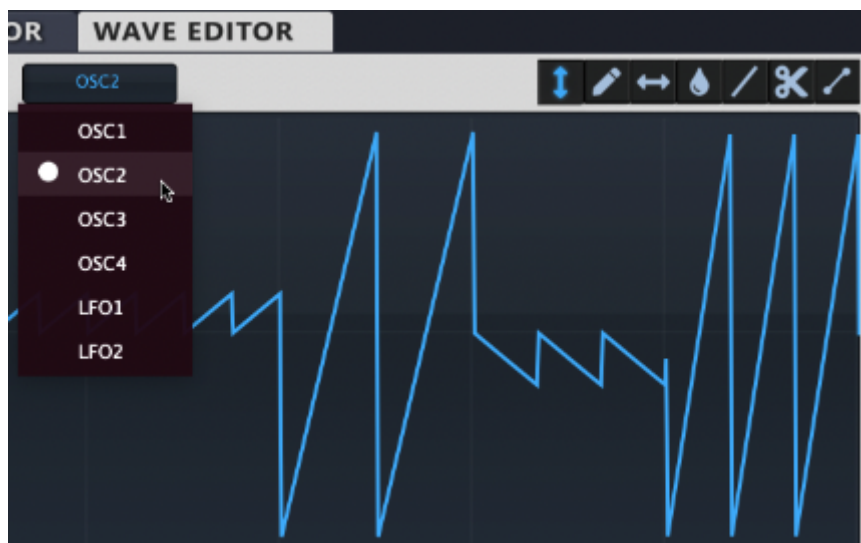 OR
WAVE EDITOR
OSC2
OSC1
OSC2
OSC3
OSC4
LFO1
LFO2